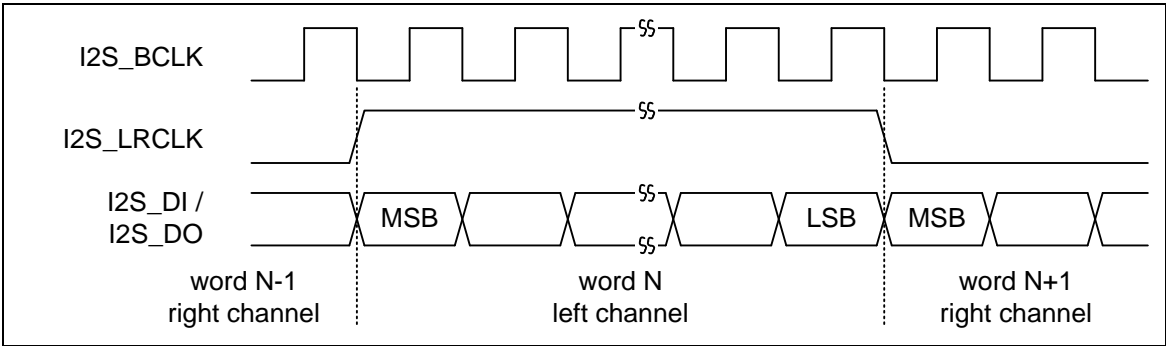 I2S_BCLK
I2S_LRCLK
I2S_DI /
I2S_DO
MSB
LSB
MSB
word N-1
right channel
word N
left channel
word N+1
right channel